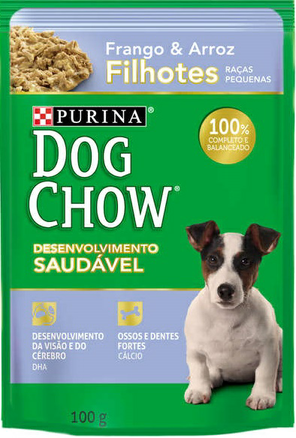 Frango & Arroz
Filhotes RAÇAS PEQUENAS
PURINA
DOG
CHOW®
100%
COMPLETO E
BALANCEADO
DESENVOLVIMENTO
SAUDÁVEL
DESENVOLVIMENTO
DA VISÃO E DO
CÉREBRO
DHA
OSSOS E DENTES
FORTES
CÁLCIO
100 g